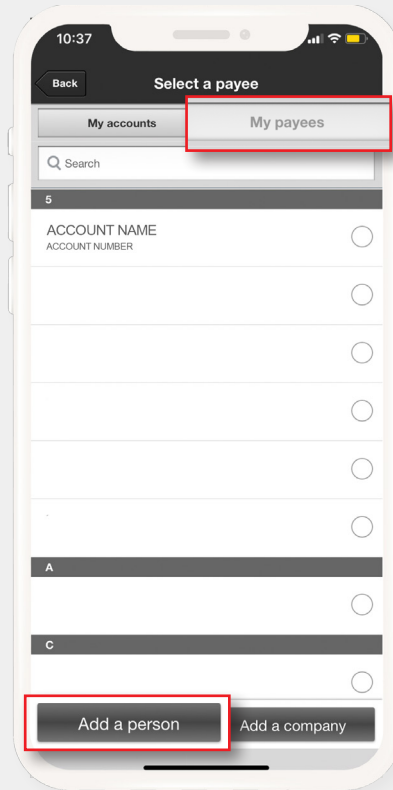 10:37
Back
Select a payee
My accounts
My payees
Search
5
ACCOUNT NAME
ACCOUNT NUMBER
A
C
Add a person
Add a company